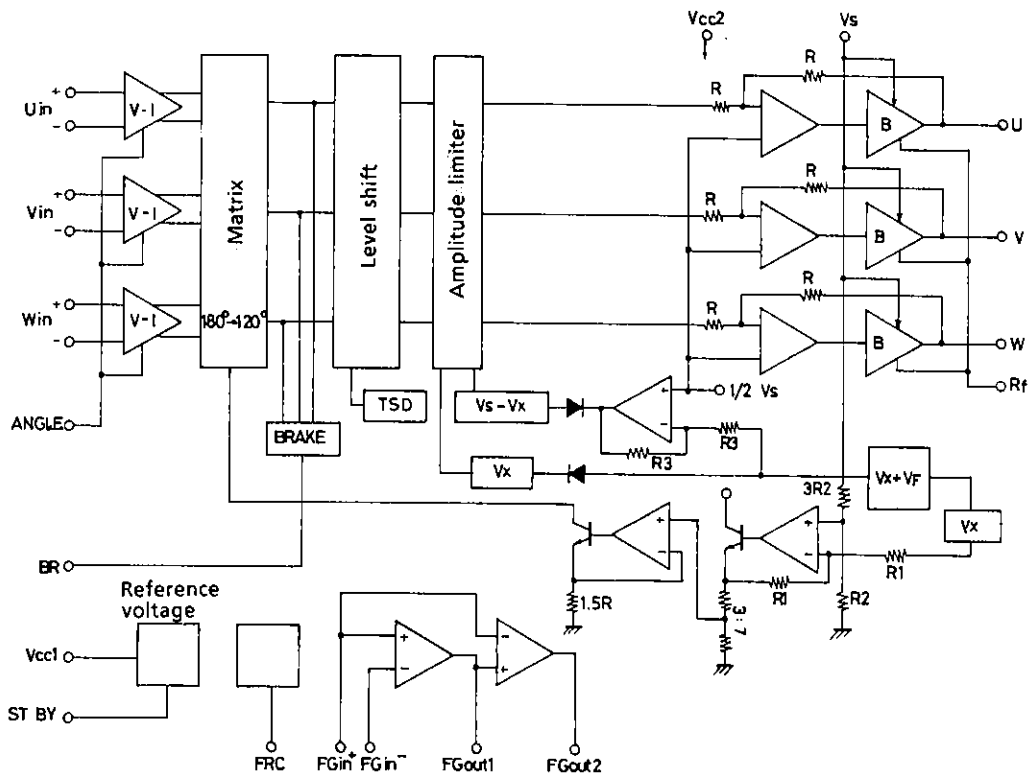 Vcc2
Vs
R
R
Uin
+
-
V-I
B
U
Vin
+
-
V-I
Matrix
Level shift
Amplitude limiter
R
R
B
V
Win
+
-
V-I
180°→120°
R
R
B
W
Rf
ANGLE
BRAKE
TSD
Vs-Vx
+
-
1/2 Vs
R3
R3
Vx
Vx+VF
3R2
Vx
+
-
+
-
R1
R1
R2
BR
1.5R
3:7
Reference
voltage
Vcc1
ST BY
+
-
-
+
FRC
FGin+
FGin-
FGout1
FGout2